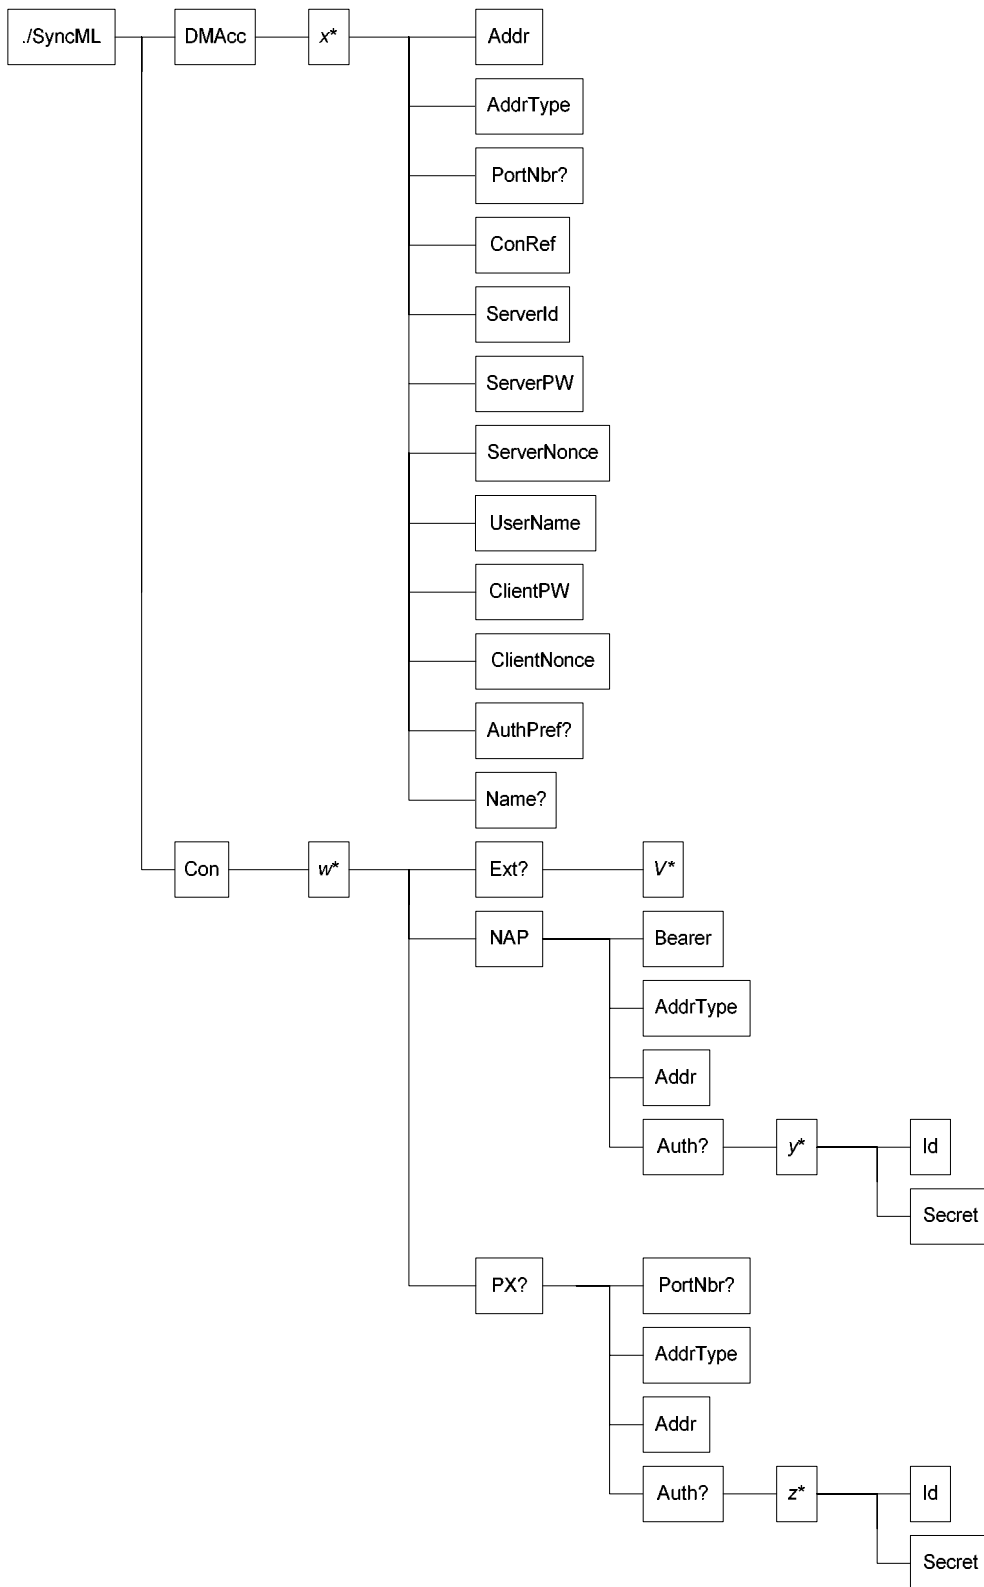 ./SyncML
DMAcc
x*
Addr
AddrType
PortNbr?
ConRef
ServerId
ServerPW
ServerNonce
UserName
ClientPW
ClientNonce
AuthPref?
Name?
Con
w*
Ext?
V*
NAP
Bearer
AddrType
Addr
Auth?
y*
Id
Secret
PX?
PortNbr?
AddrType
Addr
Auth?
z*
Id
Secret